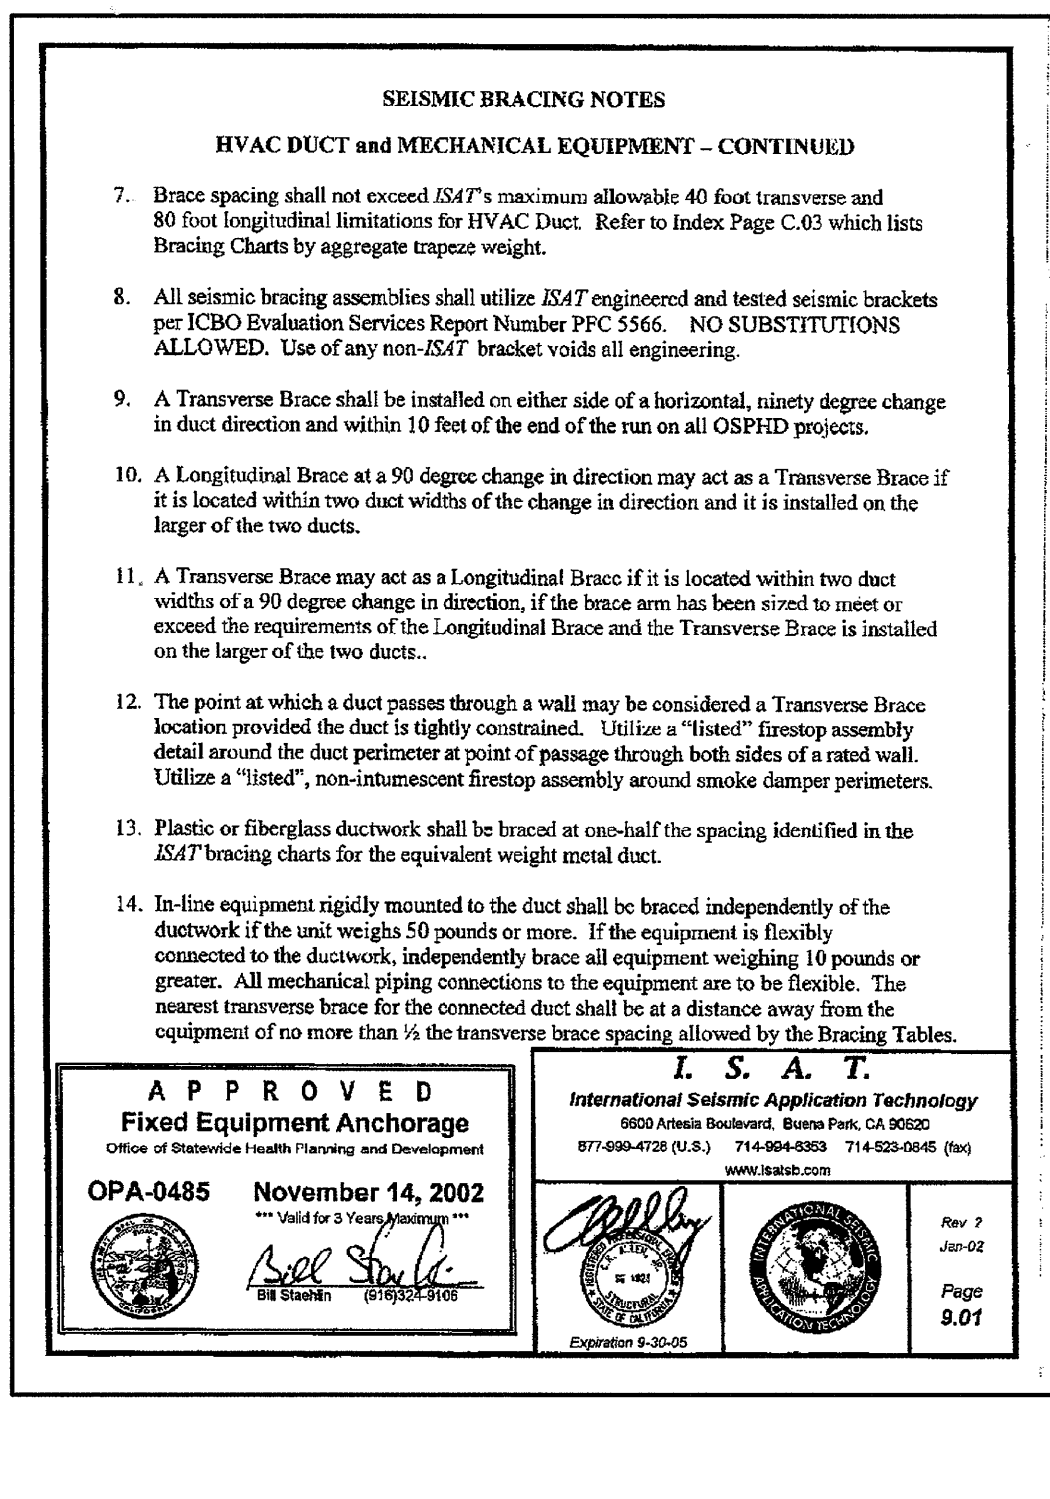 SEISMIC BRACING NOTES
HVAC DUCT and MECHANICAL EQUIPMENT – CONTINUED
7. Brace spacing shall not exceed ISAT's maximum allowable 40 foot transverse and
80 foot longitudinal limitations for HVAC Duct. Refer to Index Page C.03 which lists
Bracing Charts by aggregate trapeze weight.
8. All seismic bracing assemblies shall utilize ISAT engineered and tested seismic brackets
per ICBO Evaluation Services Report Number PFC 5566. NO SUBSTITUTIONS
ALLOWED. Use of any non-ISAT bracket voids all engineering.
9. A Transverse Brace shall be installed on either side of a horizontal, ninety degree change
in duct direction and within 10 feet of the end of the run on all OSPHD projects.
10. A Longitudinal Brace at a 90 degree change in direction may act as a Transverse Brace if
it is located within two duct widths of the change in direction and it is installed on the
larger of the two ducts.
11. A Transverse Brace may act as a Longitudinal Brace if it is located within two duct
widths of a 90 degree change in direction, if the brace arm has been sized to meet or
exceed the requirements of the Longitudinal Brace and the Transverse Brace is installed
on the larger of the two ducts..
12. The point at which a duct passes through a wall may be considered a Transverse Brace
location provided the duct is tightly constrained. Utilize a “listed” firestop assembly
detail around the duct perimeter at point of passage through both sides of a rated wall.
Utilize a “listed”, non-intumescent firestop assembly around smoke damper perimeters.
13. Plastic or fiberglass ductwork shall be braced at one-half the spacing identified in the
ISAT bracing charts for the equivalent weight metal duct.
14. In-line equipment rigidly mounted to the duct shall be braced independently of the
ductwork if the unit weighs 50 pounds or more. If the equipment is flexibly
connected to the ductwork, independently brace all equipment weighing 10 pounds or
greater. All mechanical piping connections to the equipment are to be flexible. The
nearest transverse brace for the connected duct shall be at a distance away from the
equipment of no more than ½ the transverse brace spacing allowed by the Bracing Tables.
APPROVED
Fixed Equipment Anchorage
Office of Statewide Health Planning and Development
OPA-0485 November 14, 2002
*** Valid for 3 Years Maximum ***
Bill Staehlin (916)324-9106
I. S. A. T.
International Seismic Application Technology
6600 Artesia Boulevard, Buena Park, CA 90620
877-999-4728 (U.S.) 714-994-6353 714-523-0845 (fax)
www.isatsb.com
REGISTERED PROFESSIONAL ENGINEER
STRUCTURAL
STATE OF CALIFORNIA
Expiration 9-30-05
INTERNATIONAL SEISMIC
APPLICATION TECHNOLOGY
Rev 2
Jan-02
Page
9.01